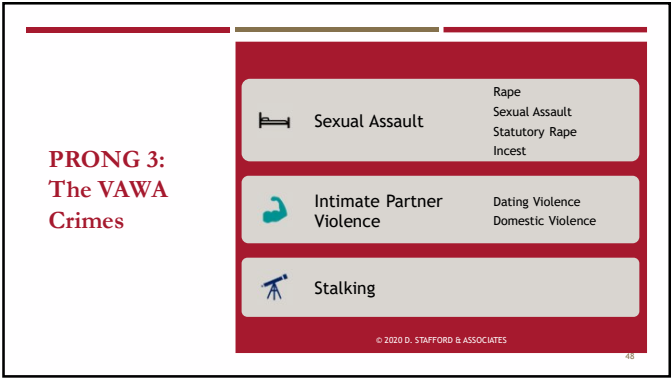 PRONG 3:
The VAWA
Crimes
Sexual Assault
Rape
Sexual Assault
Statutory Rape
Incest
Intimate Partner
Violence
Dating Violence
Domestic Violence
Stalking
© 2020 D. STAFFORD & ASSOCIATES
48